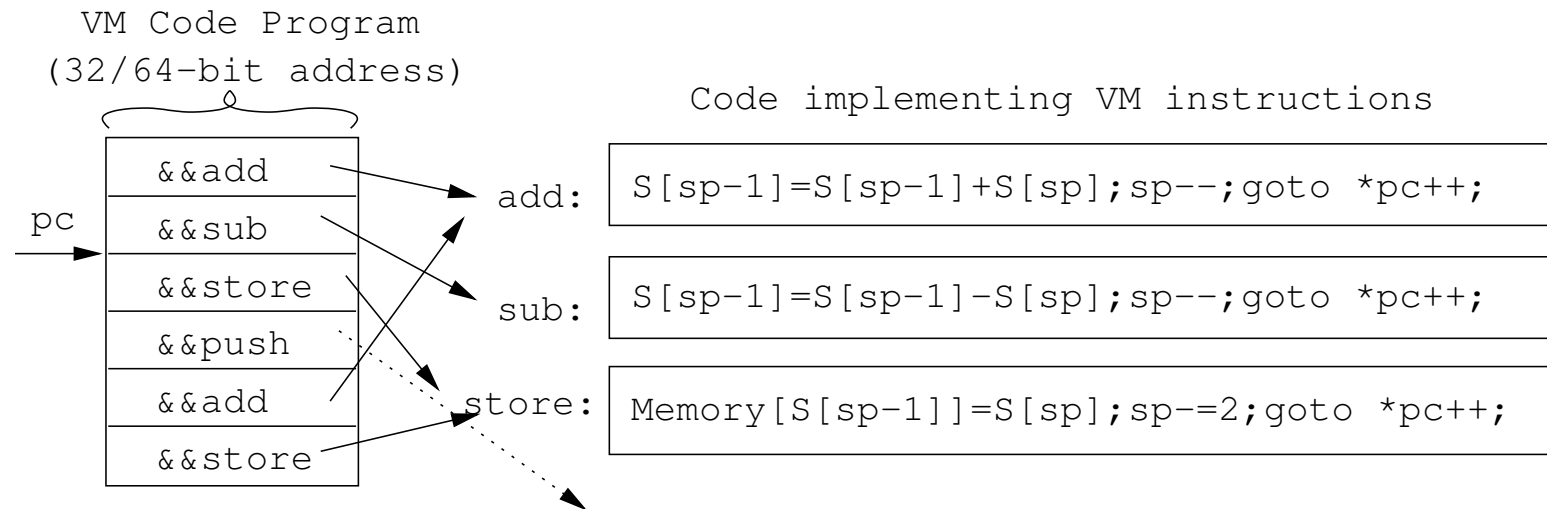 VM Code Program
(32/64-bit address)
Code implementing VM instructions
pc
&&add
&&sub
&&store
&&push
&&add
&&store
add: S[sp-1]=S[sp-1]+S[sp];sp--;goto *pc++;
sub: S[sp-1]=S[sp-1]-S[sp];sp--;goto *pc++;
store: Memory[S[sp-1]]=S[sp];sp-=2;goto *pc++;